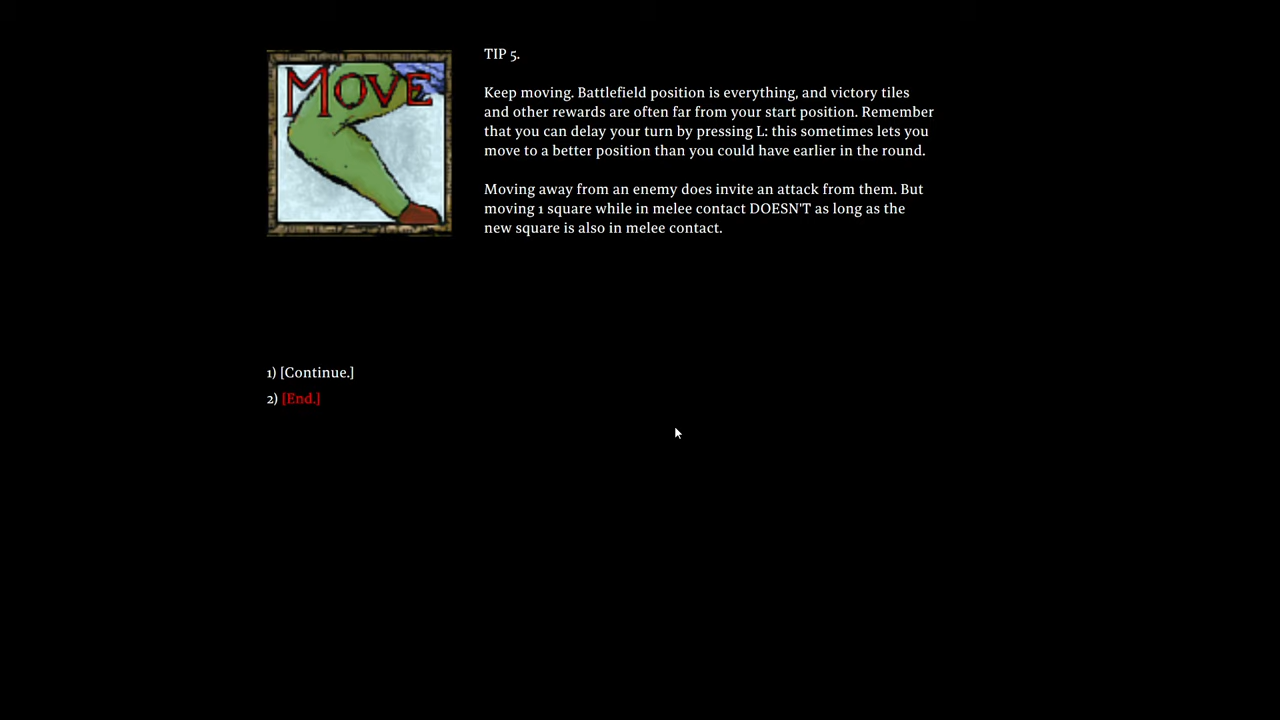 MOVE
TIP 5.
Keep moving. Battlefield position is everything, and victory tiles
and other rewards are often far from your start position. Remember
that you can delay your turn by pressing L: this sometimes lets you
move to a better position than you could have earlier in the round.
Moving away from an enemy does invite an attack from them. But
moving 1 square while in melee contact DOESN'T as long as the
new square is also in melee contact.
1) [Continue.]
2) [End.]